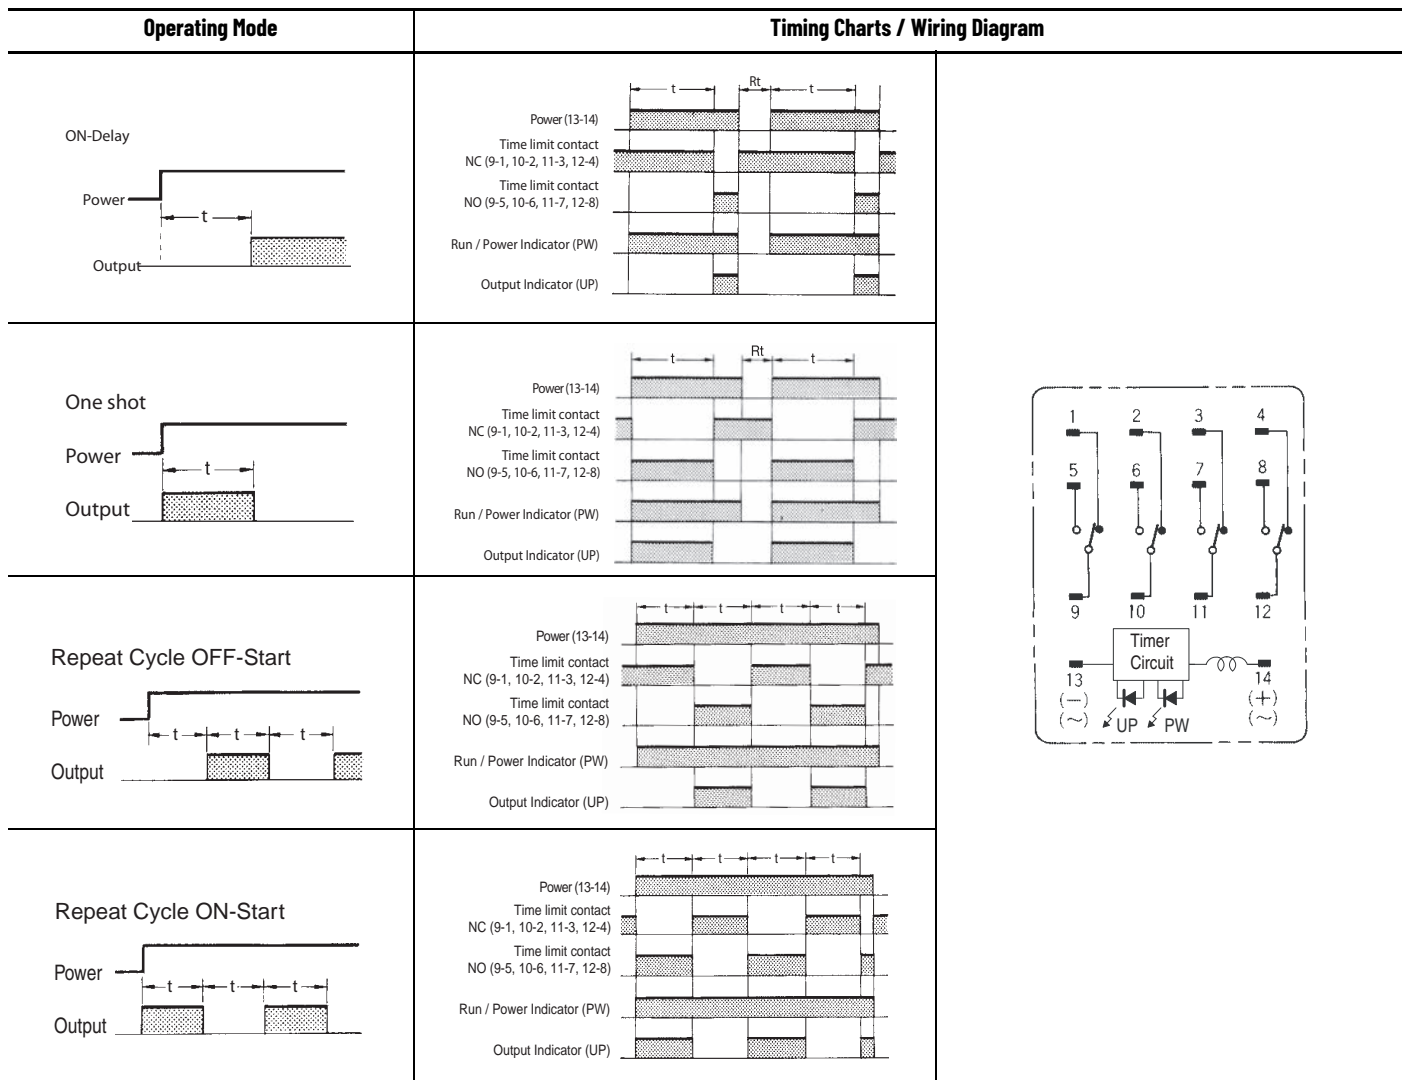 Operating Mode
Timing Charts / Wiring Diagram
ON-Delay
Power
t
Output
t
Rt
t
Power (13-14)
Time limit contact
NC (9-1, 10-2, 11-3, 12-4)
Time limit contact
NO (9-5, 10-6, 11-7, 12-8)
Run / Power Indicator (PW)
Output Indicator (UP)
One shot
Power
t
Output
t
Rt
t
Power (13-14)
Time limit contact
NC (9-1, 10-2, 11-3, 12-4)
Time limit contact
NO (9-5, 10-6, 11-7, 12-8)
Run / Power Indicator (PW)
Output Indicator (UP)
Repeat Cycle OFF-Start
Power
t t t
Output
t t t t
Power (13-14)
Time limit contact
NC (9-1, 10-2, 11-3, 12-4)
Time limit contact
NO (9-5, 10-6, 11-7, 12-8)
Run / Power Indicator (PW)
Output Indicator (UP)
Repeat Cycle ON-Start
Power
t t t
Output
t t t t
Power (13-14)
Time limit contact
NC (9-1, 10-2, 11-3, 12-4)
Time limit contact
NO (9-5, 10-6, 11-7, 12-8)
Run / Power Indicator (PW)
Output Indicator (UP)
1 2 3 4
5 6 7 8
9 10 11 12
Timer
Circuit
13 14
(−) (+)
(~) (~)
UP PW